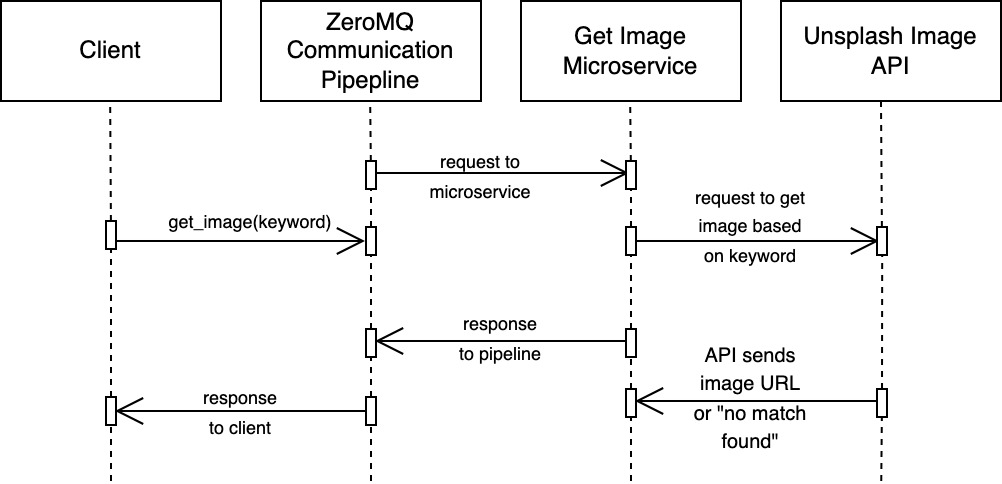 Client
ZeroMQ
Communication
Pipepline
Get Image
Microservice
Unsplash Image
API
request to
microservice
get_image(keyword)
request to get
image based
on keyword
response
to pipeline
API sends
image URL
or "no match
found"
response
to client